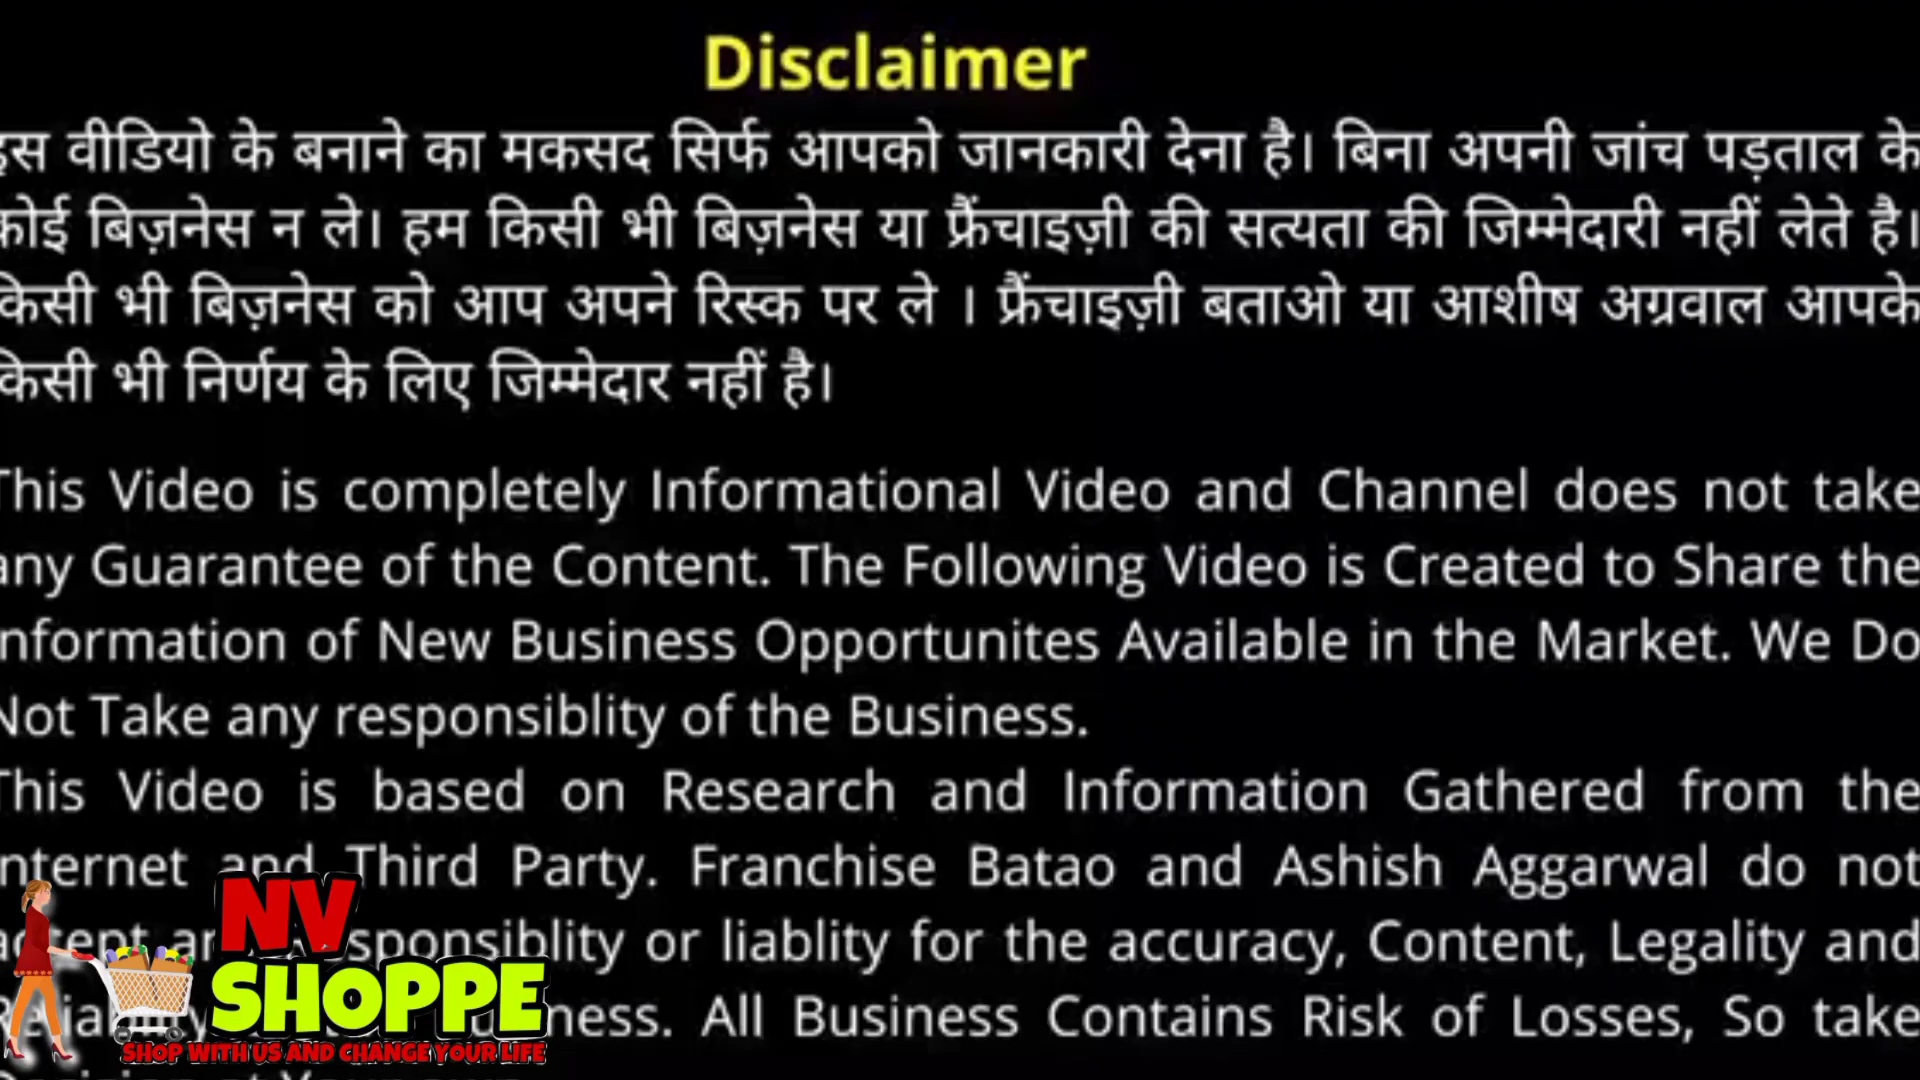 Disclaimer
इस वीडियो के बनाने का मकसद सिर्फ आपको जानकारी देना है। बिना अपनी जांच पड़ताल के
कोई बिज़नेस न ले। हम किसी भी बिज़नेस या फ्रैंचाइज़ी की सत्यता की जिम्मेदारी नहीं लेते है।
किसी भी बिज़नेस को आप अपने रिस्क पर ले । फ्रैंचाइज़ी बताओ या आशीष अग्रवाल आपके
किसी भी निर्णय के लिए जिम्मेदार नहीं है।
This Video is completely Informational Video and Channel does not take
any Guarantee of the Content. The Following Video is Created to Share the
Information of New Business Opportunites Available in the Market. We Do
Not Take any responsiblity of the Business.
This Video is based on Research and Information Gathered from the
Internet and Third Party. Franchise Batao and Ashish Aggarwal do not
or liablity for the accuracy, Content, Legality and
All Business Contains Risk of Losses, So take
NV
SHOPPE
SHOP WITH US AND CHANGE YOUR LIFE